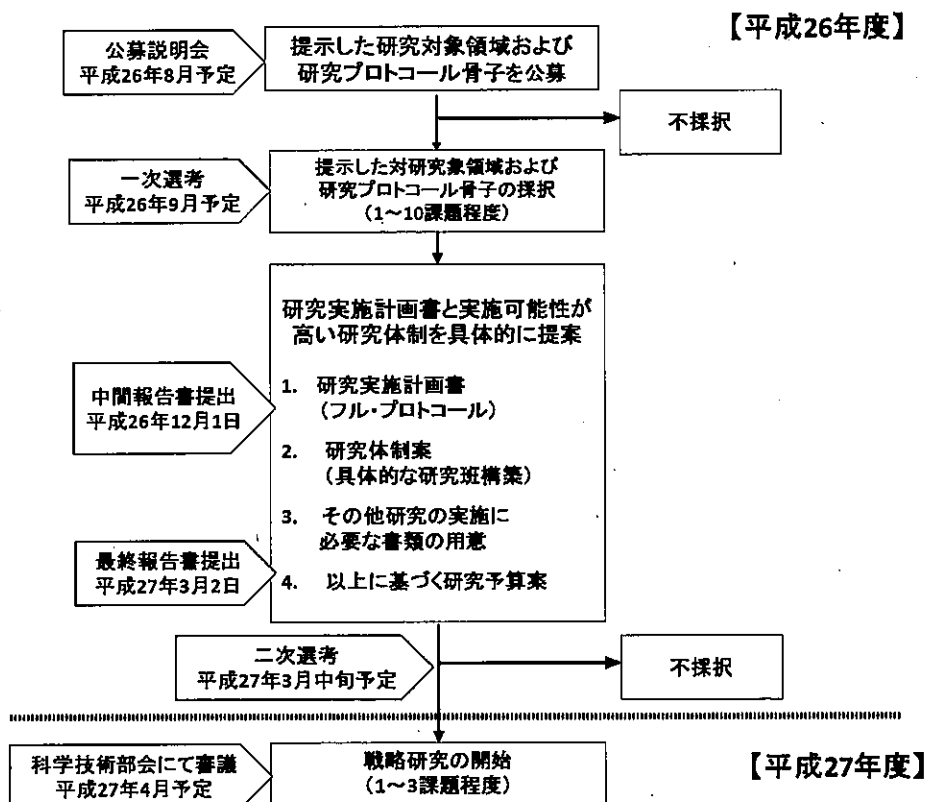 【平成26年度】
公募説明会
平成26年8月予定
提示した研究対象領域および
研究プロトコール骨子を公募
不採択
一次選考
平成26年9月予定
提示した対研究象領域および
研究プロトコール骨子の採択
(1～10課題程度)
研究実施計画書と実施可能性が
高い研究体制を具体的に提案
中間報告書提出
平成26年12月1日
1. 研究実施計画書
(フル・プロトコール)
2. 研究体制案
(具体的な研究班構築)
3. その他研究の実施に
必要な書類の用意
最終報告書提出
平成27年3月2日
4. 以上に基づく研究予算案
二次選考
平成27年3月中旬予定
不採択
科学技術部会にて審議
平成27年4月予定
戦略研究の開始
(1～3課題程度)
【平成27年度】